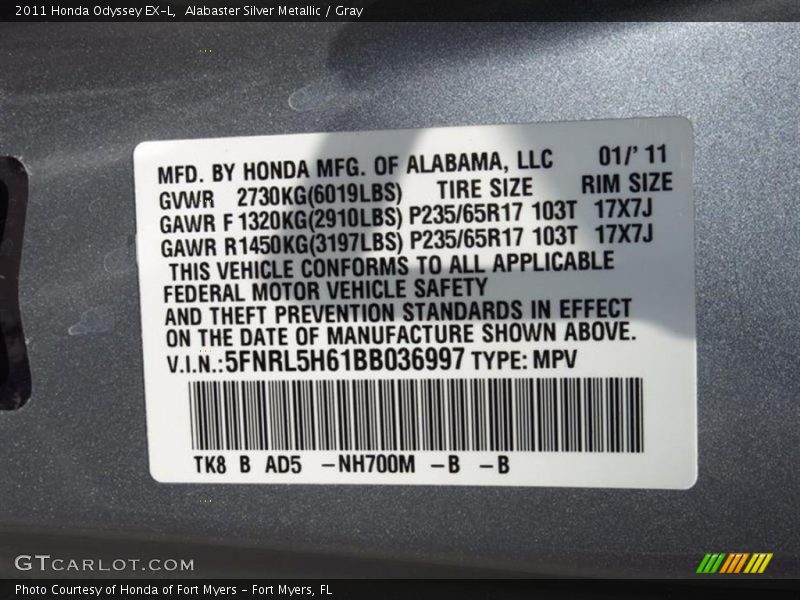 2011 Honda Odyssey EX-L,  Alabaster Silver Metallic / Gray
MFD. BY HONDA MFG. OF ALABAMA, LLC 01/' 11
GVWR 2730KG(6019LBS) TIRE SIZE RIM SIZE
GAWR F 1320KG(2910LBS) P235/65R17 103T 17X7J
GAWR R1450KG(3197LBS) P235/65R17 103T 17X7J
THIS VEHICLE CONFORMS TO ALL APPLICABLE
FEDERAL MOTOR VEHICLE SAFETY
AND THEFT PREVENTION STANDARDS IN EFFECT
ON THE DATE OF MANUFACTURE SHOWN ABOVE.
V.I.N.:5FNRL5H61BB036997 TYPE: MPV
TK8 B AD5 -NH700M -B -B
GTCARLOT.COM
Photo Courtesy of Honda of Fort Myers - Fort Myers, FL